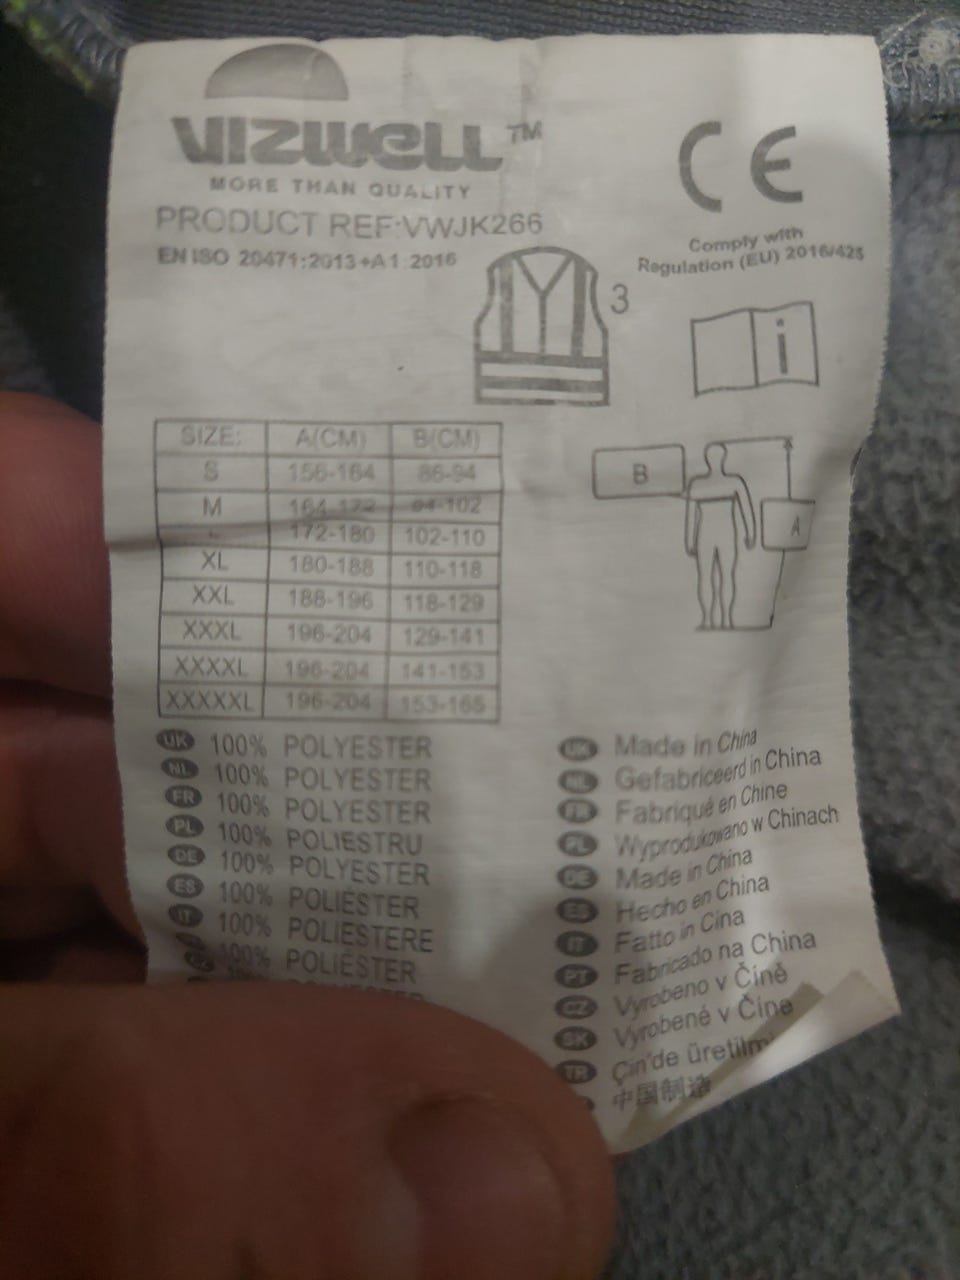 VIZWELL™
MORE THAN QUALITY
PRODUCT REF:VWJK266
EN ISO 20471:2013+A1:2016
CE
Comply with
Regulation (EU) 2016/425
3
i
SIZE: A(CM) B(CM)
S 156-164 86-94
M 164-172 94-102
L 172-180 102-110
XL 180-188 110-118
XXL 188-196 118-129
XXXL 196-204 129-141
XXXXL 196-204 141-153
XXXXXL 196-204 153-165
B
A
UK 100% POLYESTER
NL 100% POLYESTER
FR 100% POLYESTER
PL 100% POLIESTRU
DE 100% POLYESTER
ES 100% POLIÉSTER
IT 100% POLIESTERE
100% POLIÉSTER
UK Made in China
NL Gefabriceerd in China
FR Fabriqué en Chine
PL Wyprodukowano w Chinach
DE Made in China
ES Hecho en China
IT Fatto in Cina
PT Fabricado na China
CZ Vyrobeno v Číně
SK Vyrobené v Číne
TR Çin'de üretilm
中国制造